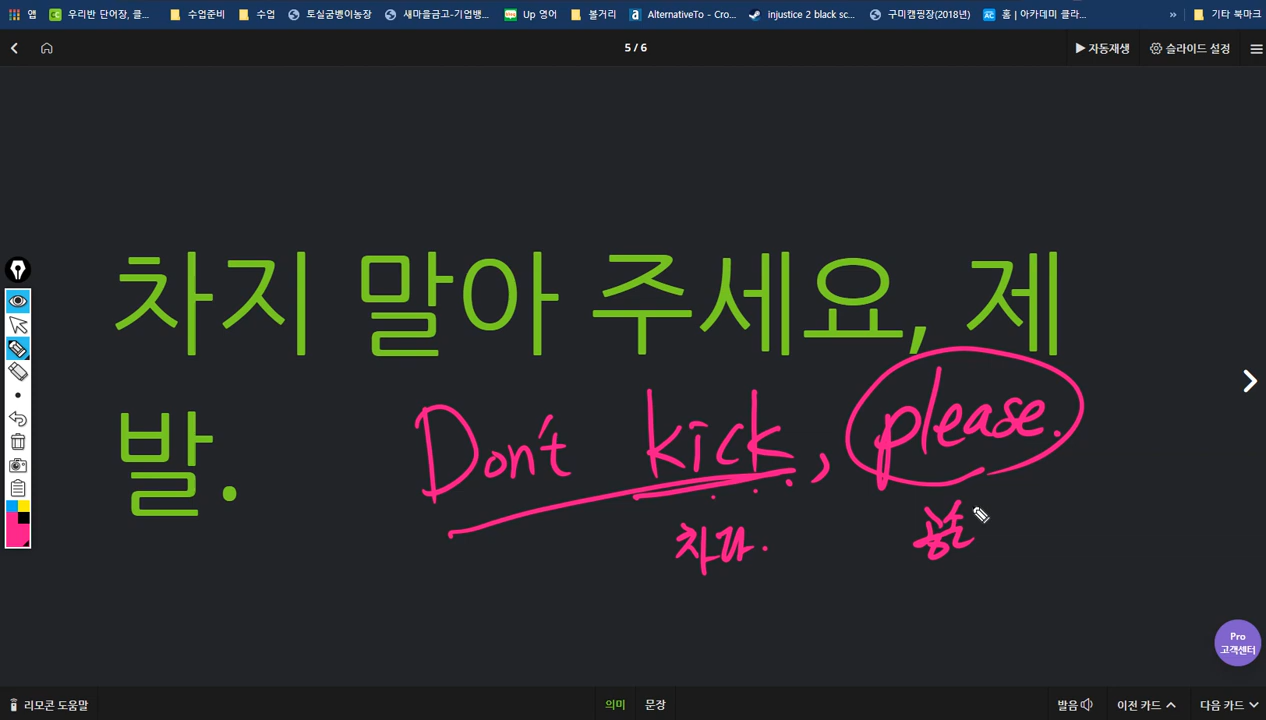 앱 우리반 단어장, 클... 수업준비 수업 토실굼벵이농장 새마을금고-기업뱅... Up 영어 볼거리 AlternativeTo - Cro... injustice 2 black sc... 구미캠핑장(2018년) 홈 | 아카데미 클라... » 기타 북마크
5 / 6 자동재생 슬라이드 설정
차지 말아 주세요, 제
발.
Don't kick, please.
차다.
Pro
고객센터
리모콘 도움말 의미 문장 발음 이전 카드 다음 카드